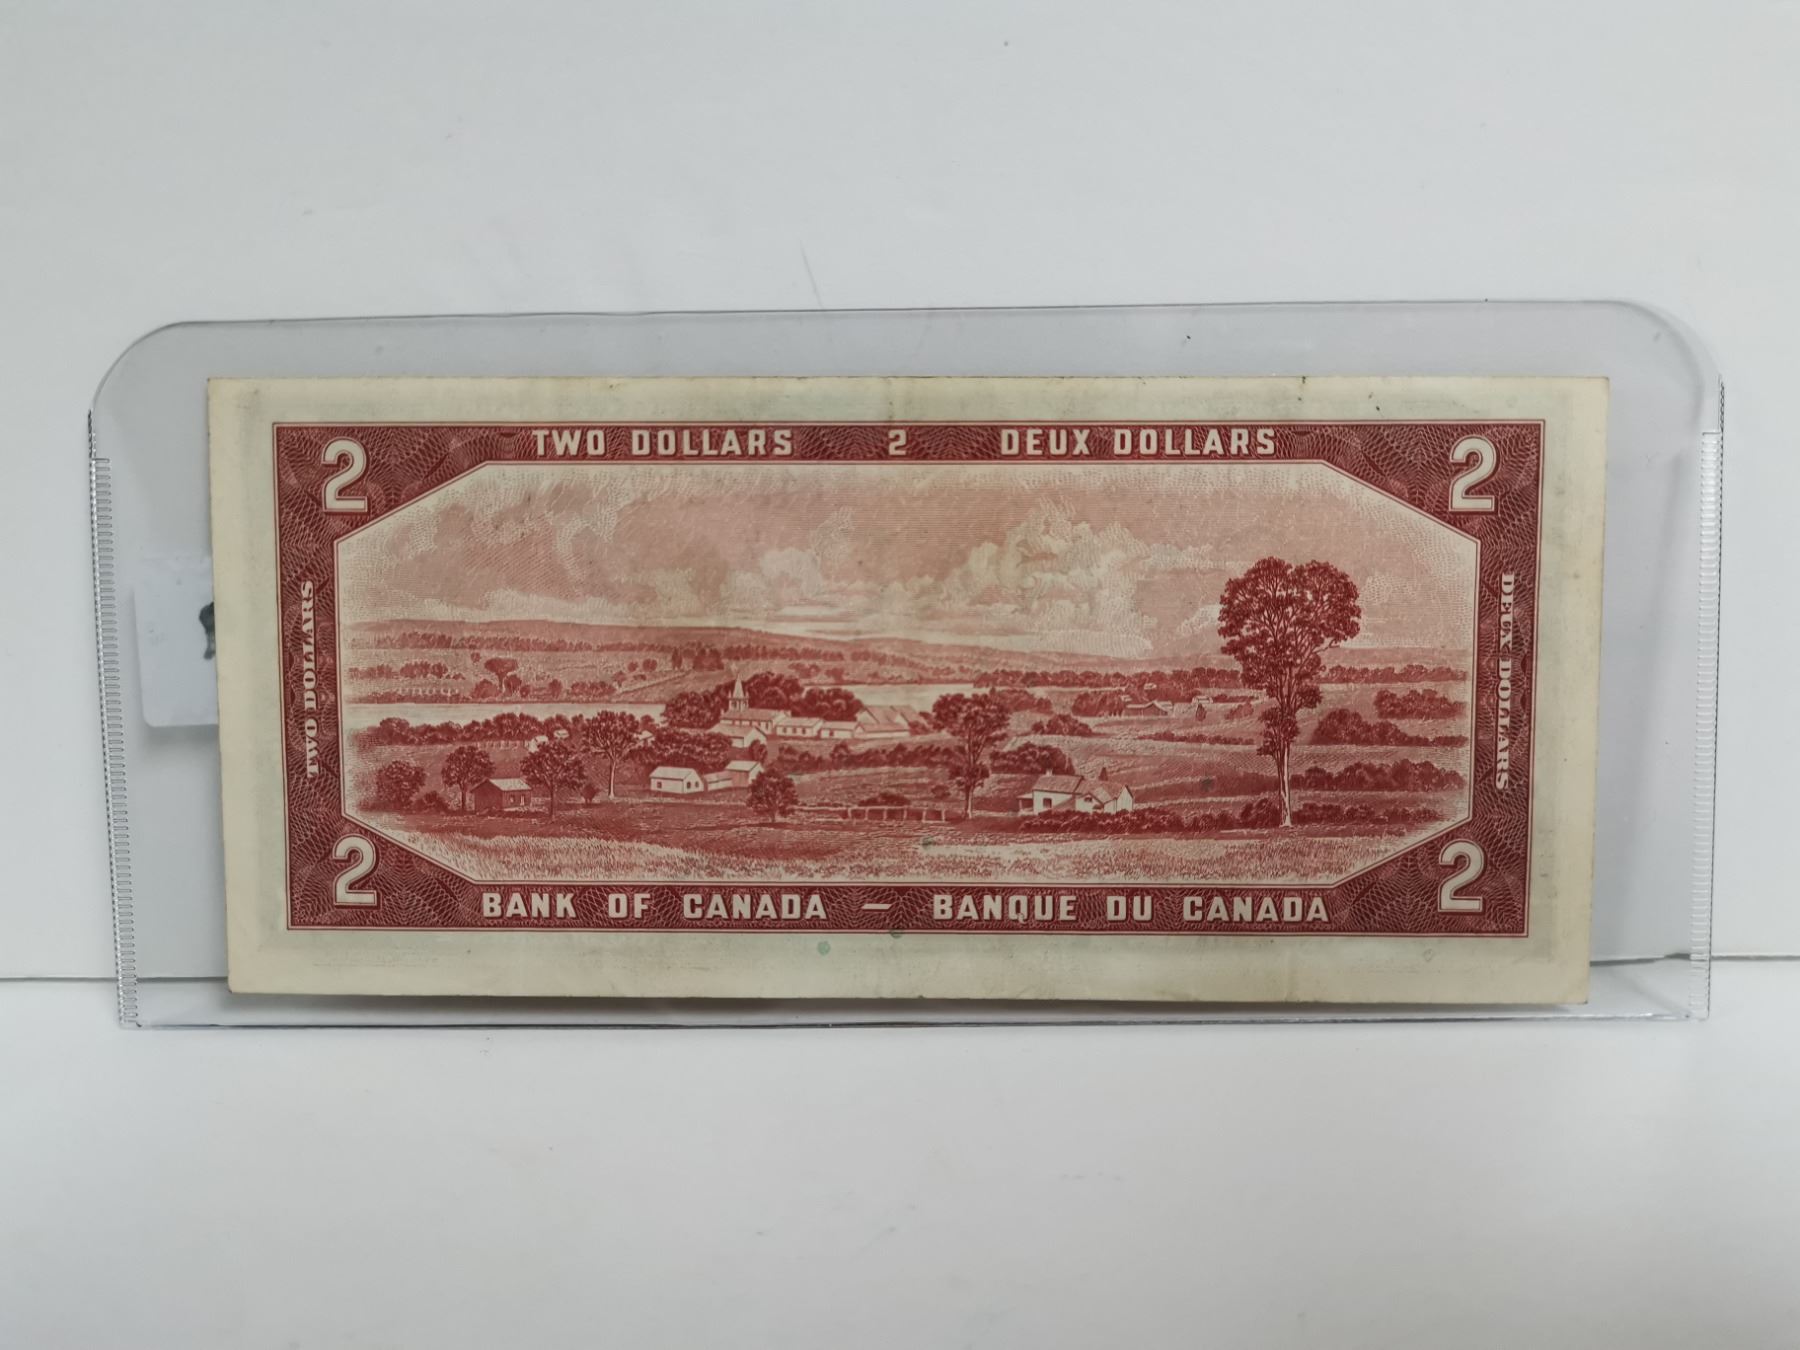 TWO DOLLARS 2 DEUX DOLLARS
2 2
TWO DOLLARS
DEUX DOLLARS
2 2
BANK OF CANADA — BANQUE DU CANADA